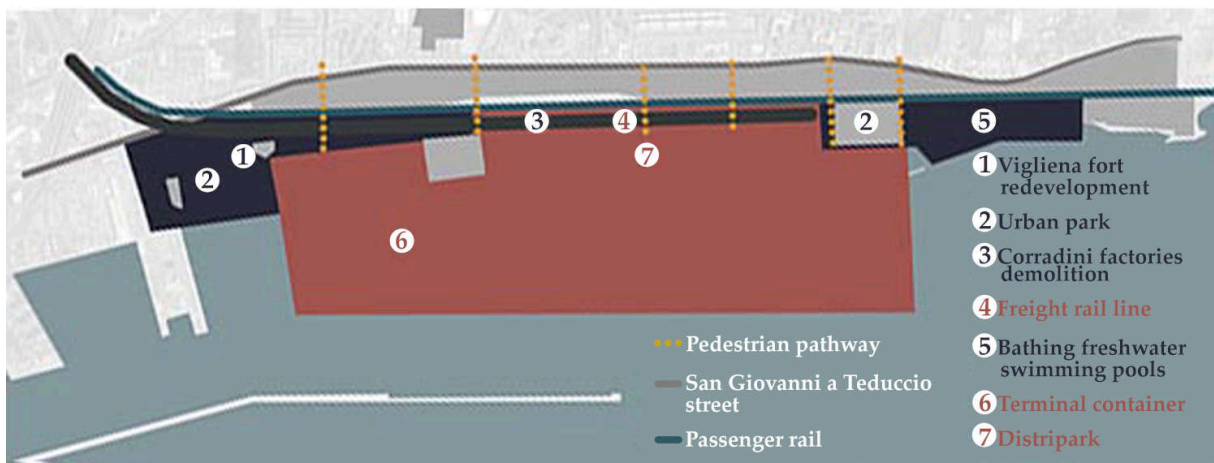 3
4
2
5
1
7
2
6
1 Vigliena fort
redevelopment
2 Urban park
3 Corradini factories
demolition
4 Freight rail line
5 Bathing freshwater
swimming pools
6 Terminal container
7 Distripark
Pedestrian pathway
San Giovanni a Teduccio
street
Passenger rail